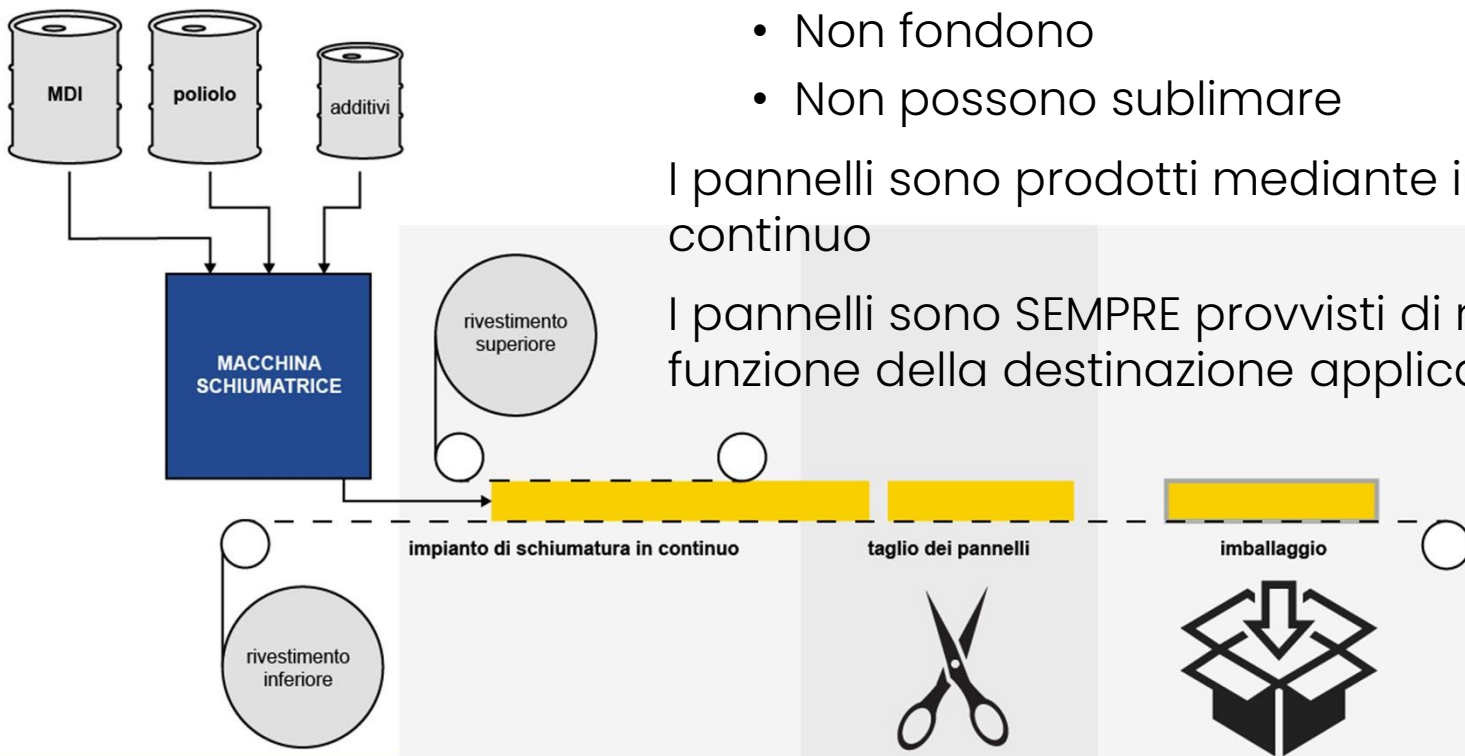 • Non fondono
• Non possono sublimare
I pannelli sono prodotti mediante
continuo
I pannelli sono SEMPRE provvisti di
funzione della destinazione
MDI
poliolo
additivi
MACCHINA
SCHIUMATRICE
rivestimento
superiore
impianto di schiumatura in continuo
taglio dei pannelli
imballaggio
rivestimento
inferiore